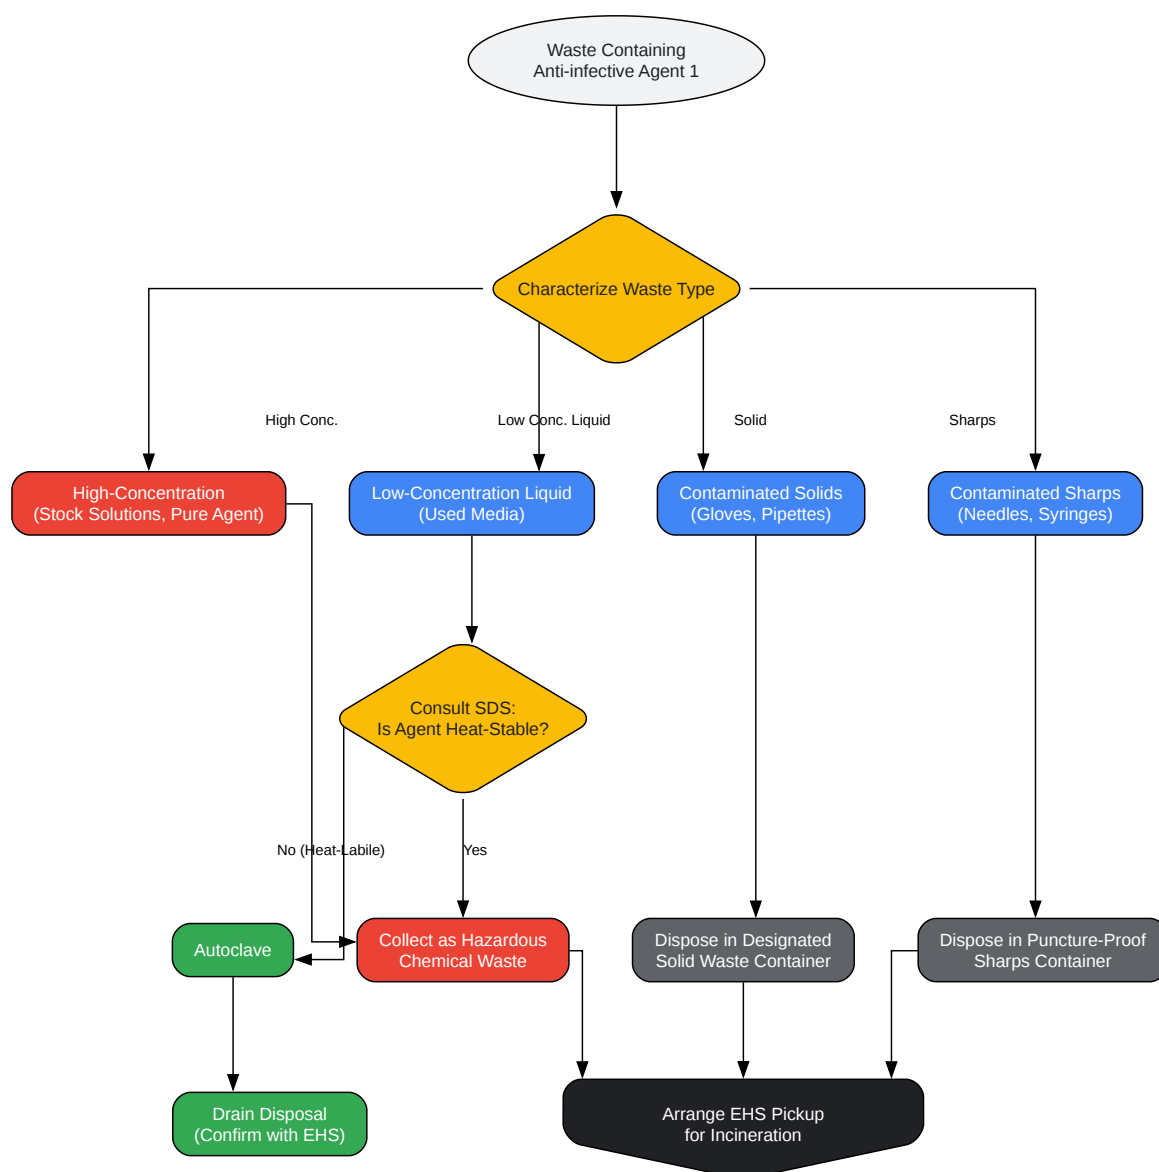 Waste Containing
Anti-infective Agent 1
Characterize Waste Type
High Conc.
Low Conc. Liquid
Solid
Sharps
High-Concentration
(Stock Solutions, Pure Agent)
Low-Concentration Liquid
(Used Media)
Contaminated Solids
(Gloves, Pipettes)
Contaminated Sharps
(Needles, Syringes)
Consult SDS:
Is Agent Heat-Stable?
No (Heat-Labile)
Yes
Autoclave
Collect as Hazardous
Chemical Waste
Dispose in Designated
Solid Waste Container
Dispose in Puncture-Proof
Sharps Container
Drain Disposal
(Confirm with EHS)
Arrange EHS Pickup
for Incineration